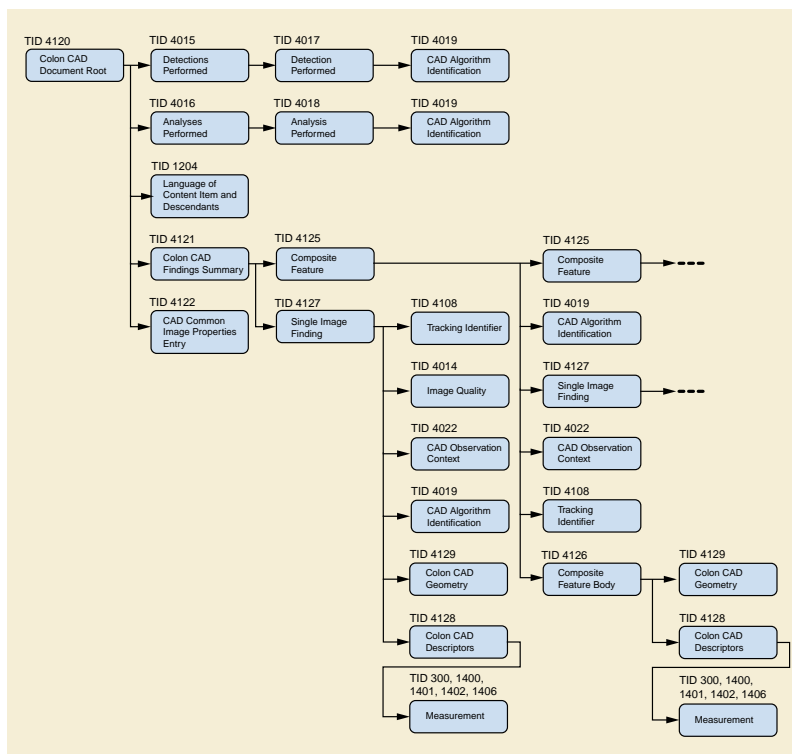 TID 4120
Colon CAD
Document Root
TID 4015
Detections
Performed
TID 4017
Detection
Performed
TID 4019
CAD Algorithm
Identification
TID 4016
Analyses
Performed
TID 4018
Analysis
Performed
TID 4019
CAD Algorithm
Identification
TID 1204
Language of
Content Item and
Descendants
TID 4121
Colon CAD
Findings Summary
TID 4125
Composite
Feature
TID 4125
Composite
Feature
TID 4122
CAD Common
Image Properties
Entry
TID 4127
Single Image
Finding
TID 4108
Tracking Identifier
TID 4019
CAD Algorithm
Identification
TID 4014
Image Quality
TID 4127
Single Image
Finding
TID 4022
CAD Observation
Context
TID 4022
CAD Observation
Context
TID 4019
CAD Algorithm
Identification
TID 4108
Tracking
Identifier
TID 4129
Colon CAD
Geometry
TID 4126
Composite
Feature Body
TID 4129
Colon CAD
Geometry
TID 4128
Colon CAD
Descriptors
TID 4128
Colon CAD
Descriptors
TID 300, 1400,
1401, 1402, 1406
Measurement
TID 300, 1400,
1401, 1402, 1406
Measurement